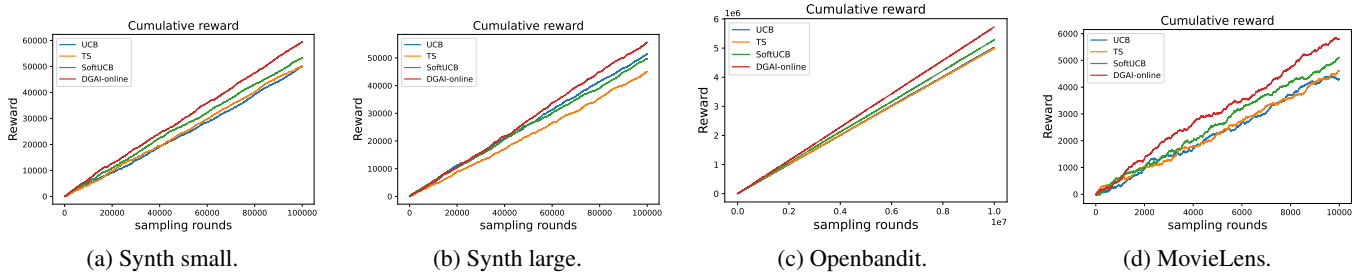 Cumulative reward
UCB
TS
SoftUCB
DGAI-online
Reward
60000
50000
40000
30000
20000
10000
0
0 20000 40000 60000 80000 100000
sampling rounds
(a) Synth small.
Cumulative reward
UCB
TS
SoftUCB
DGAI-online
Reward
50000
40000
30000
20000
10000
0
0 20000 40000 60000 80000 100000
sampling rounds
(b) Synth large.
Cumulative reward
1e6
UCB
TS
SoftUCB
DGAI-online
Reward
6
5
4
3
2
1
0
0.0 0.2 0.4 0.6 0.8 1.0
1e7
sampling rounds
(c) Openbandit.
Cumulative reward
UCB
TS
SoftUCB
DGAI-online
Reward
6000
5000
4000
3000
2000
1000
0
0 2000 4000 6000 8000 10000
sampling rounds
(d) MovieLens.